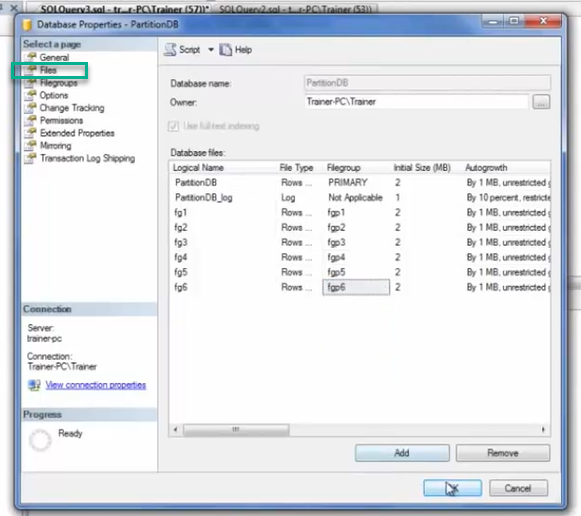 SQLQuery3.sql - tr...r-PC\Trainer (57))* SQLQuery2.sql - tr...r-PC\Trainer (53))
Database Properties - PartitionDB
Select a page
General
Files
Filegroups
Options
Change Tracking
Permissions
Extended Properties
Mirroring
Transaction Log Shipping
Script Help
Database name: PartitionDB
Owner: Trainer-PC\Trainer ...
Use full-text indexing
Database files:
Logical Name File Type Filegroup Initial Size (MB) Autogrowth
PartitionDB Rows ... PRIMARY 2 By 1 MB, unrestricted g
PartitionDB_log Log Not Applicable 1 By 10 percent, restricte
fg1 Rows ... fgp1 2 By 1 MB, unrestricted g
fg2 Rows ... fgp2 2 By 1 MB, unrestricted g
fg3 Rows ... fgp3 2 By 1 MB, unrestricted g
fg4 Rows ... fgp4 2 By 1 MB, unrestricted g
fg5 Rows ... fgp5 2 By 1 MB, unrestricted g
fg6 Rows ... fgp6 2 By 1 MB, unrestricted g
Connection
Server:
trainer-pc
Connection:
Trainer-PC\Trainer
View connection properties
Progress
Ready
Add Remove
Cancel